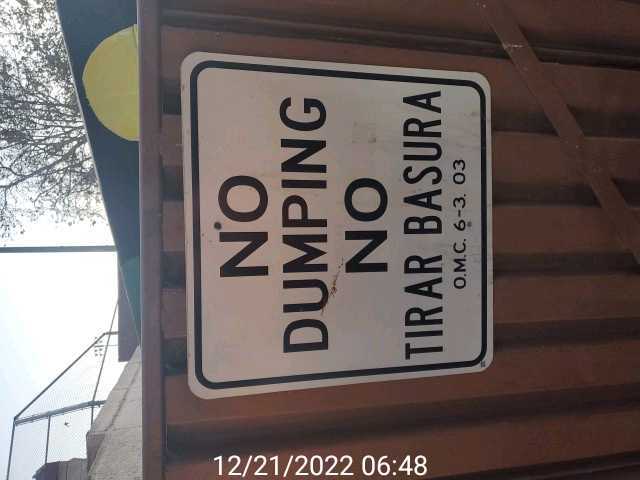 NO
DUMPING
NO
TIRAR BASURA
O.M.C. 6-3. 03
12/21/2022 06:48